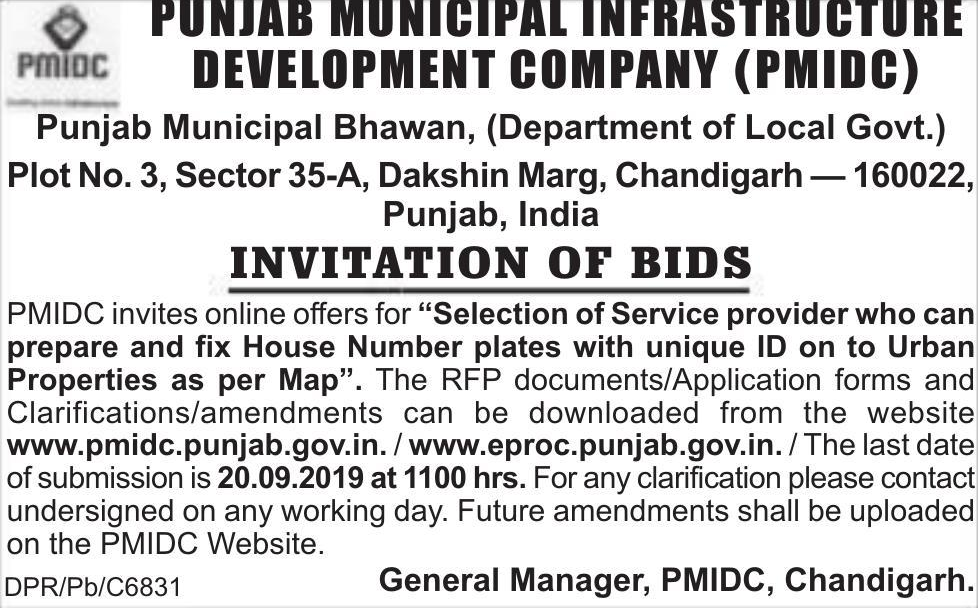 PMIDC
PUNJAB MUNICIPAL INFRASTRUCTURE
DEVELOPMENT COMPANY (PMIDC)
Punjab Municipal Bhawan, (Department of Local Govt.)
Plot No. 3, Sector 35-A, Dakshin Marg, Chandigarh — 160022,
Punjab, India
INVITATION OF BIDS
PMIDC invites online offers for “Selection of Service provider who can
prepare and fix House Number plates with unique ID on to Urban
Properties as per Map”. The RFP documents/Application forms and
Clarifications/amendments can be downloaded from the website
www.pmidc.punjab.gov.in. / www.eproc.punjab.gov.in. / The last date
of submission is 20.09.2019 at 1100 hrs. For any clarification please contact
undersigned on any working day. Future amendments shall be uploaded
on the PMIDC Website.
DPR/Pb/C6831
General Manager, PMIDC, Chandigarh.